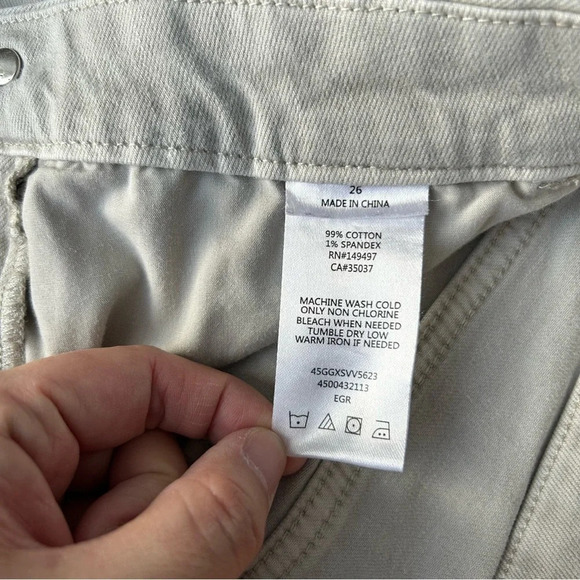 26
MADE IN CHINA
99% COTTON
1% SPANDEX
RN#149497
CA#35037
MACHINE WASH COLD
ONLY NON CHLORINE
BLEACH WHEN NEEDED
TUMBLE DRY LOW
WARM IRON IF NEEDED
45GGXSVV5623
4500432113
EGR